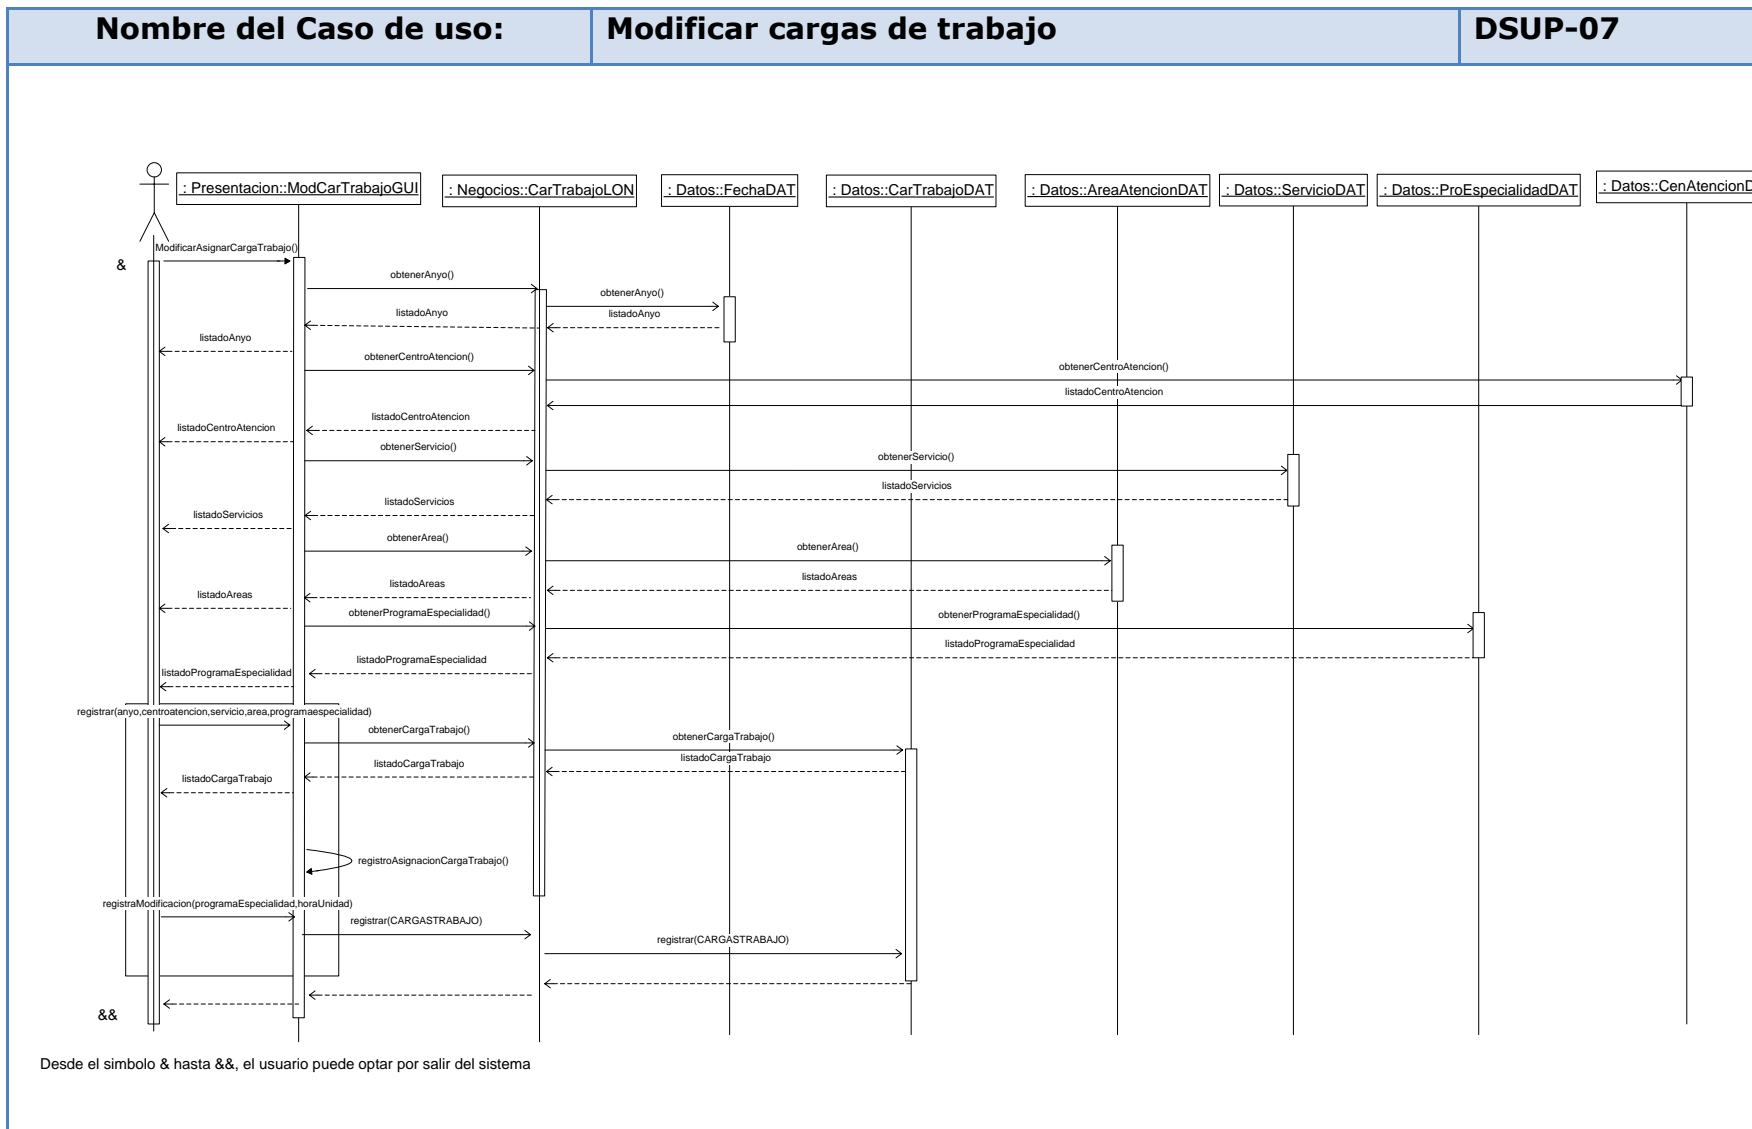 Nombre del Caso de uso: Modificar cargas de trabajo DSUP-07
: Presentacion::ModCarTrabajoGUI : Negocios::CarTrabajoLON : Datos::FechaDAT : Datos::CarTrabajoDAT : Datos::AreaAtencionDAT : Datos::ServicioDAT : Datos::ProEspecialidadDAT : Datos::CenAtencionD
ModificarAsignarCargaTrabajo()
&
obtenerAnyo()
obtenerAnyo()
listadoAnyo
listadoAnyo
listadoAnyo
obtenerCentroAtencion()
obtenerCentroAtencion()
listadoCentroAtencion
listadoCentroAtencion
listadoCentroAtencion
obtenerServicio()
obtenerServicio()
listadoServicios
listadoServicios
listadoServicios
obtenerArea()
obtenerArea()
listadoAreas
listadoAreas
listadoAreas
obtenerProgramaEspecialidad()
obtenerProgramaEspecialidad()
listadoProgramaEspecialidad
listadoProgramaEspecialidad
listadoProgramaEspecialidad
registrar(anyo,centroatencion,servicio,area,programaespecialidad)
obtenerCargaTrabajo()
obtenerCargaTrabajo()
listadoCargaTrabajo
listadoCargaTrabajo
listadoCargaTrabajo
registroAsignacionCargaTrabajo()
registraModificacion(programaEspecialidad,horaUnidad)
registrar(CARGASTRABAJO)
registrar(CARGASTRABAJO)
&&
Desde el simbolo & hasta &&, el usuario puede optar por salir del sistema